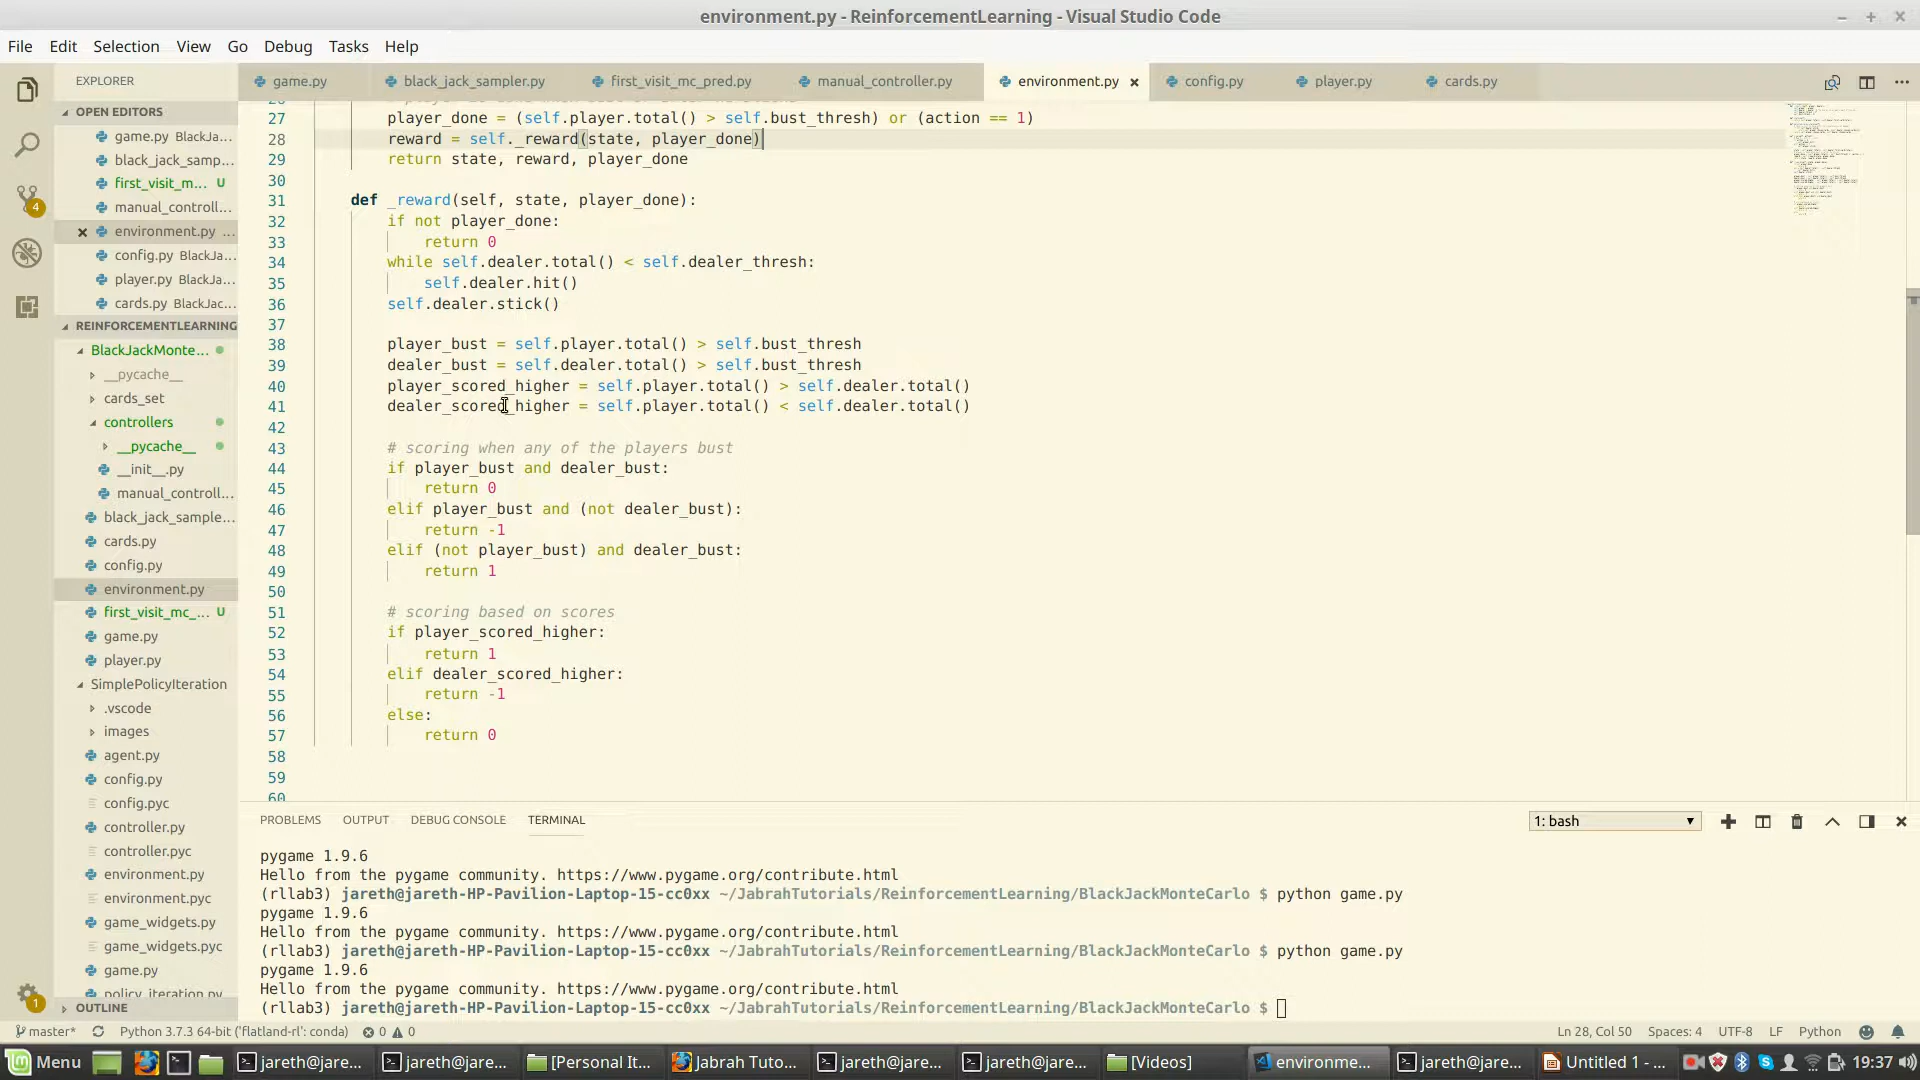 environment.py - ReinforcementLearning - Visual Studio Code
File Edit Selection View Go Debug Tasks Help
EXPLORER
game.py black_jack_sampler.py first_visit_mc_pred.py manual_controller.py environment.py config.py player.py cards.py
OPEN EDITORS
game.py BlackJa...
black_jack_samp...
first_visit_m... U
manual_controll...
environment.py ...
config.py BlackJa...
player.py BlackJa...
cards.py BlackJac...
REINFORCEMENTLEARNING
BlackJackMonte...
__pycache__
cards_set
controllers
__pycache__
__init__.py
manual_controll...
black_jack_sample...
cards.py
config.py
environment.py
first_visit_mc_... U
game.py
player.py
SimplePolicyIteration
.vscode
images
agent.py
config.py
config.pyc
controller.py
controller.pyc
environment.py
environment.pyc
game_widgets.py
game_widgets.pyc
game.py
policy_iteration.py
OUTLINE
4
1
27 player_done = (self.player.total() > self.bust_thresh) or (action == 1)
28 reward = self._reward(state, player_done)
29 return state, reward, player_done
30
31 def _reward(self, state, player_done):
32 if not player_done:
33 return 0
34 while self.dealer.total() < self.dealer_thresh:
35 self.dealer.hit()
36 self.dealer.stick()
37
38 player_bust = self.player.total() > self.bust_thresh
39 dealer_bust = self.dealer.total() > self.bust_thresh
40 player_scored_higher = self.player.total() > self.dealer.total()
41 dealer_scored_higher = self.player.total() < self.dealer.total()
42
43 # scoring when any of the players bust
44 if player_bust and dealer_bust:
45 return 0
46 elif player_bust and (not dealer_bust):
47 return -1
48 elif (not player_bust) and dealer_bust:
49 return 1
50
51 # scoring based on scores
52 if player_scored_higher:
53 return 1
54 elif dealer_scored_higher:
55 return -1
56 else:
57 return 0
58
59
60
PROBLEMS OUTPUT DEBUG CONSOLE TERMINAL 1: bash
pygame 1.9.6
Hello from the pygame community. https://www.pygame.org/contribute.html
(rllab3) jareth@jareth-HP-Pavilion-Laptop-15-cc0xx ~/JabrahTutorials/ReinforcementLearning/BlackJackMonteCarlo $ python game.py
pygame 1.9.6
Hello from the pygame community. https://www.pygame.org/contribute.html
(rllab3) jareth@jareth-HP-Pavilion-Laptop-15-cc0xx ~/JabrahTutorials/ReinforcementLearning/BlackJackMonteCarlo $ python game.py
pygame 1.9.6
Hello from the pygame community. https://www.pygame.org/contribute.html
(rllab3) jareth@jareth-HP-Pavilion-Laptop-15-cc0xx ~/JabrahTutorials/ReinforcementLearning/BlackJackMonteCarlo $
master* Python 3.7.3 64-bit ('flatland-rl': conda) 0 0 Ln 28, Col 50 Spaces: 4 UTF-8 LF Python
Menu jareth@jare... jareth@jare... [Personal It... Jabrah Tuto... jareth@jare... jareth@jare... [Videos] environme... jareth@jare... Untitled 1 - ... 19:37